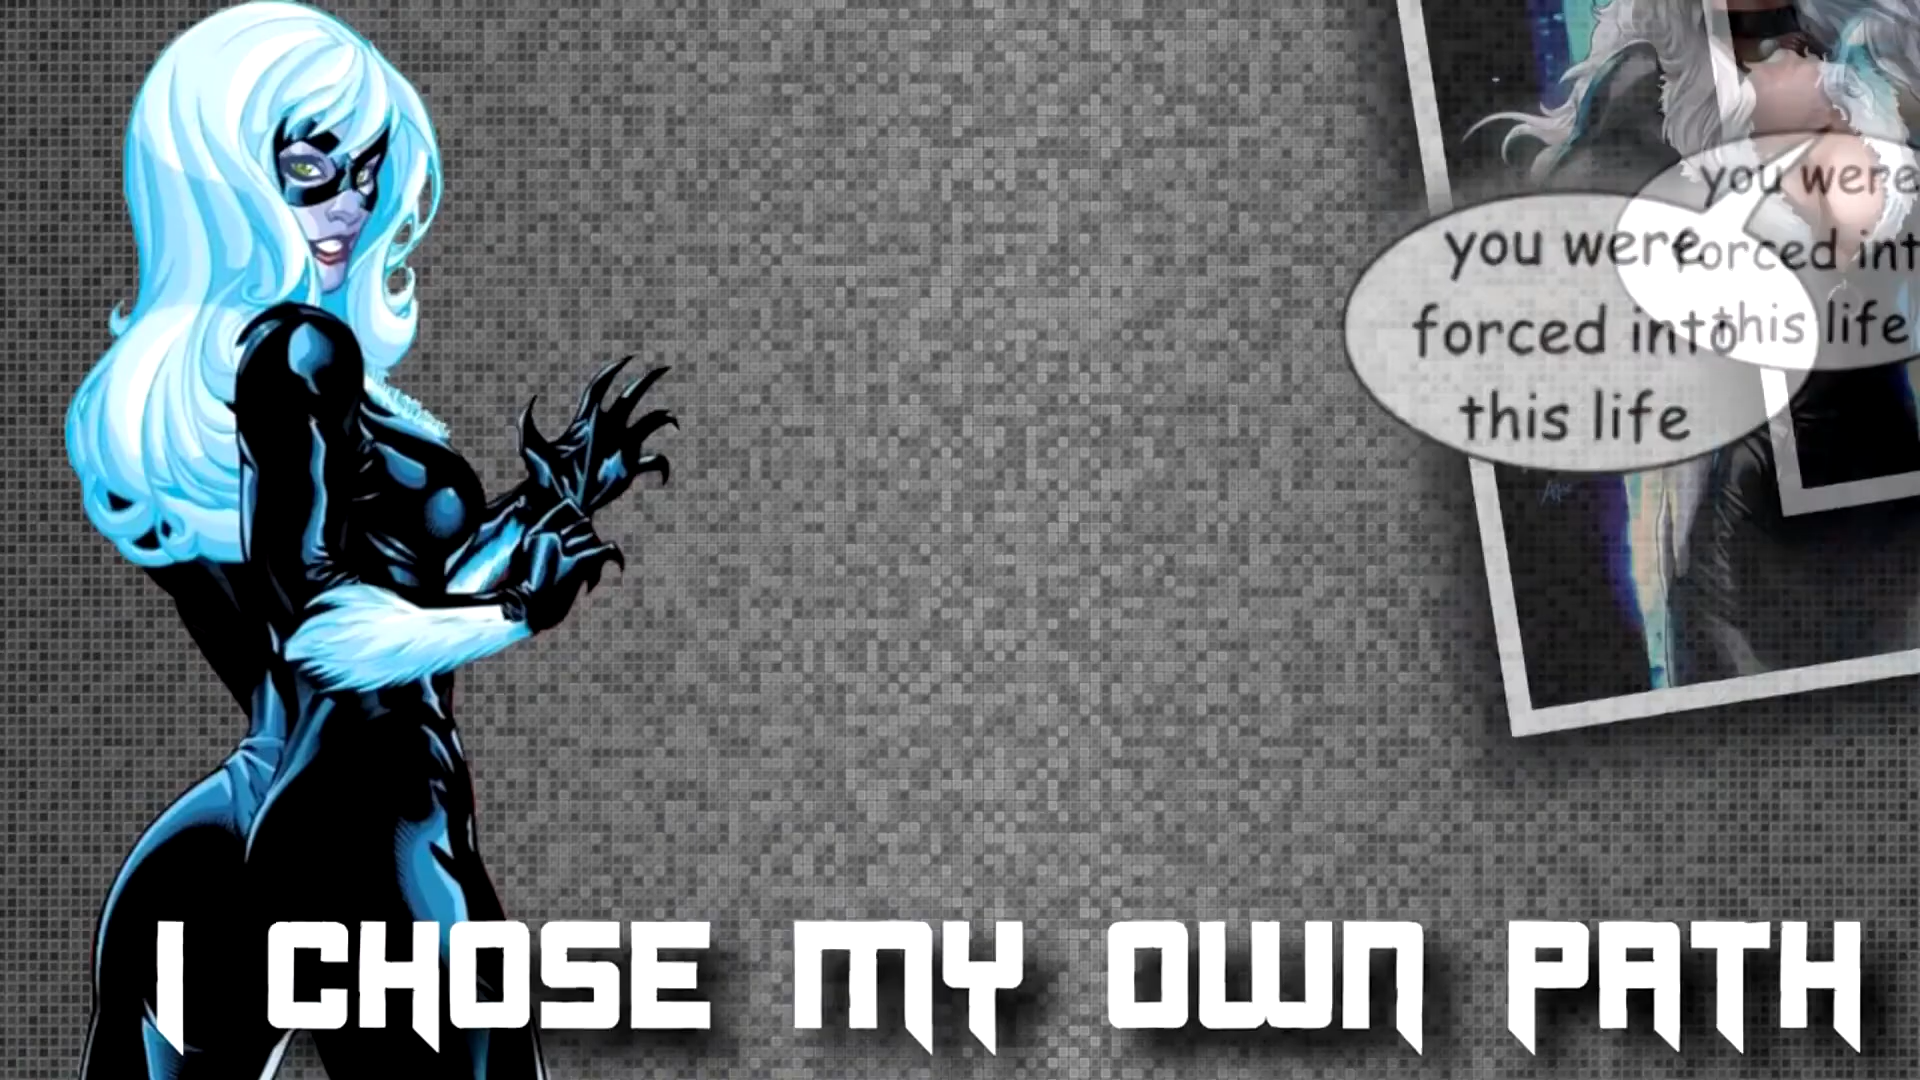 you were
forced into
this life
you were
forced int
this life
I CHOSE MY OWN PATH